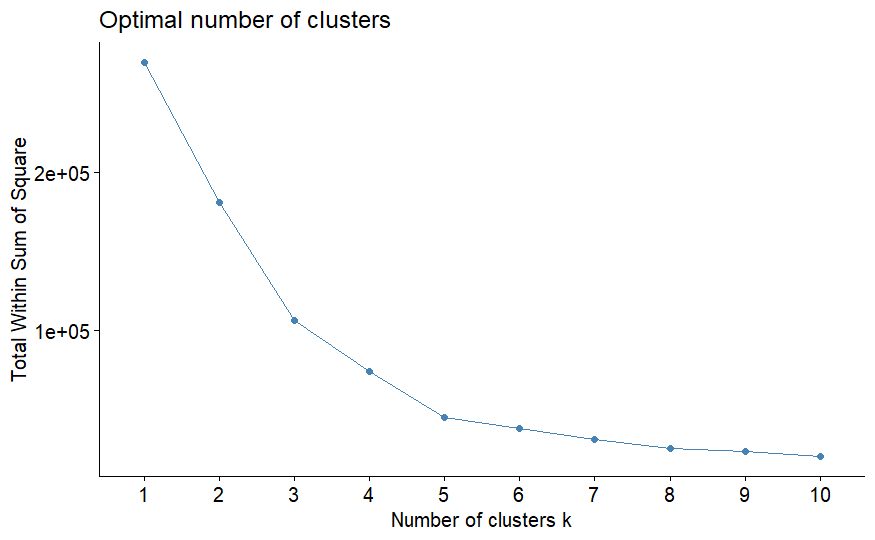 Optimal number of clusters
Total Within Sum of Square
2e+05
1e+05
1 2 3 4 5 6 7 8 9 10
Number of clusters k